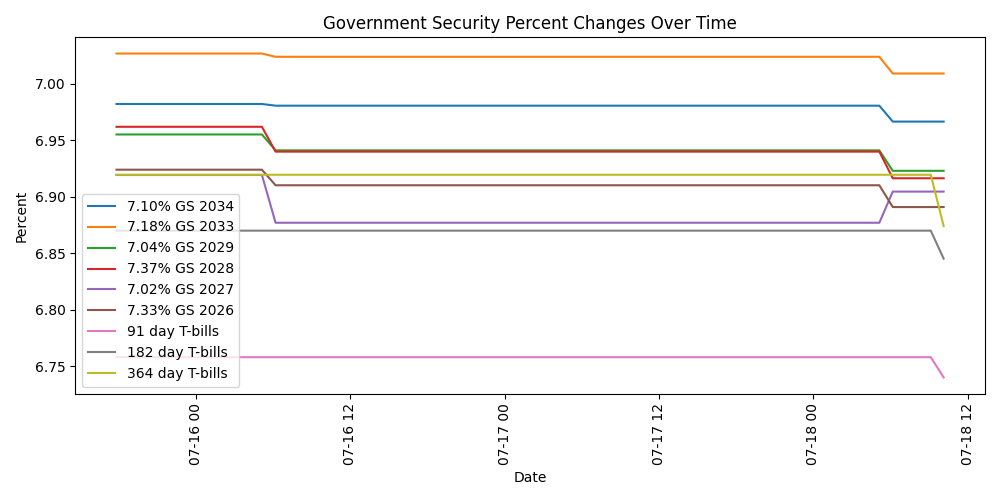 Government Security Percent Changes Over Time
Percent
7.00
6.95
6.90
6.85
6.80
6.75
7.10% GS 2034
7.18% GS 2033
7.04% GS 2029
7.37% GS 2028
7.02% GS 2027
7.33% GS 2026
91 day T-bills
182 day T-bills
364 day T-bills
07-16 00
07-16 12
07-17 00
07-17 12
07-18 00
07-18 12
Date